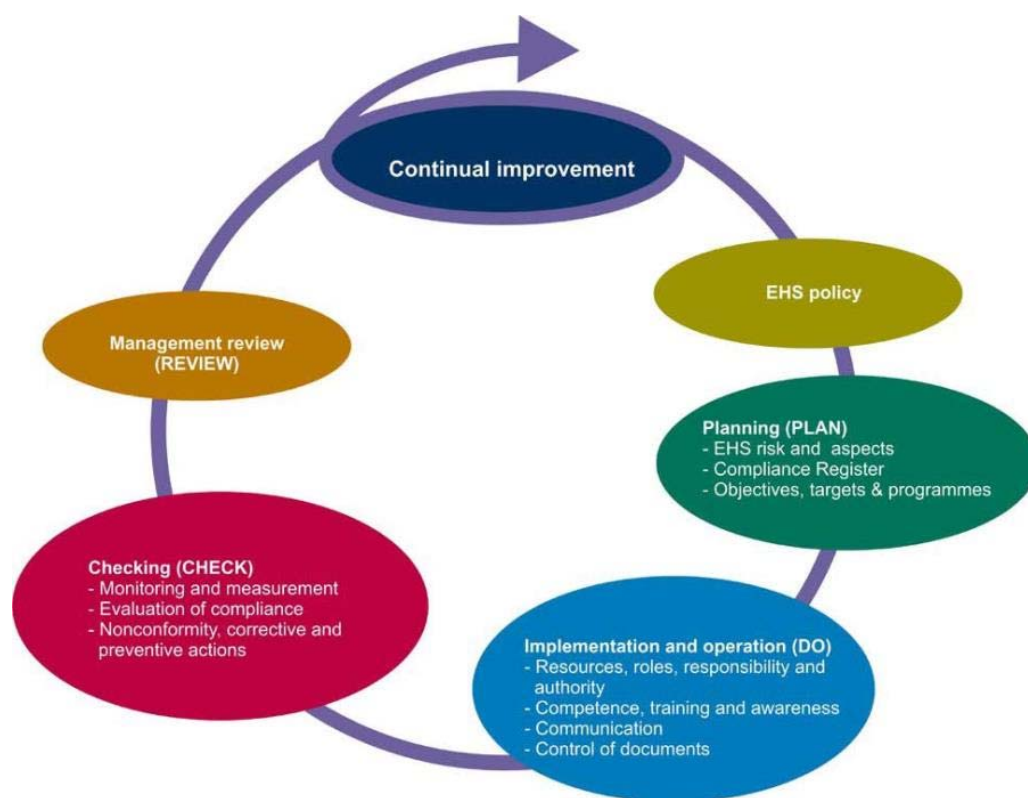 Continual improvement
EHS policy
Planning (PLAN)
- EHS risk and aspects
- Compliance Register
- Objectives, targets & programmes
Implementation and operation (DO)
- Resources, roles, responsibility and
authority
- Competence, training and awareness
- Communication
- Control of documents
Checking (CHECK)
- Monitoring and measurement
- Evaluation of compliance
- Nonconformity, corrective and
preventive actions
Management review
(REVIEW)